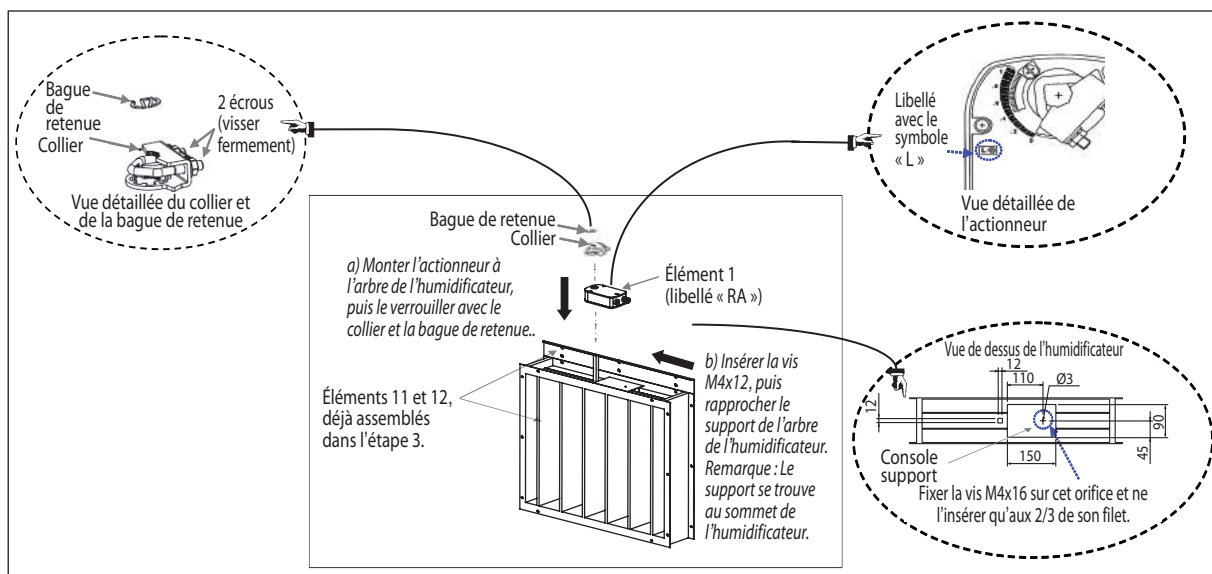 Bague
de
retenue
Collier
2 écrous
(visser
fermement)
Vue détaillée du collier et
de la bague de retenue
Libellé
avec le
symbole
« L »
Vue détaillée de
l'actionneur
Bague de retenue
Collier
a) Monter l'actionneur à
l'arbre de l'humidificateur,
puis le verrouiller avec le
collier et la bague de retenue..
Élément 1
(libellé « RA »)
Éléments 11 et 12,
déjà assemblés
dans l'étape 3.
b) Insérer la vis
M4x12, puis
rapprocher le
support de l'arbre
de l'humidificateur.
Remarque : Le
support se trouve
au sommet de
l'humidificateur.
Vue de dessus de l'humidificateur
12
110
Ø3
12
90
45
150
Console
support
Fixer la vis M4x16 sur cet orifice et ne
l'insérer qu'aux 2/3 de son filet.